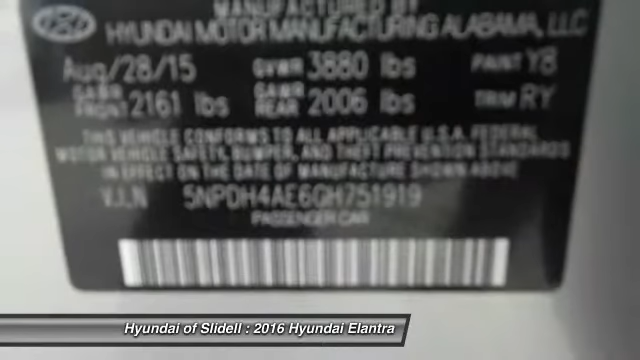 MANUFACTURED BY
HYUNDAI MOTOR MANUFACTURING ALABAMA, LLC
Aug/28/15 GVWR 3880 lbs PAINT Y8
GAWR FRONT 2161 lbs GAWR REAR 2006 lbs TRIM RY
THIS VEHICLE CONFORMS TO ALL APPLICABLE U.S.A. FEDERAL
MOTOR VEHICLE SAFETY, BUMPER, AND THEFT PREVENTION STANDARDS
IN EFFECT ON THE DATE OF MANUFACTURE SHOWN ABOVE
V.I.N 5NPDH4AE6GH751919
PASSENGER CAR
Hyundai of Slidell : 2016 Hyundai Elantra